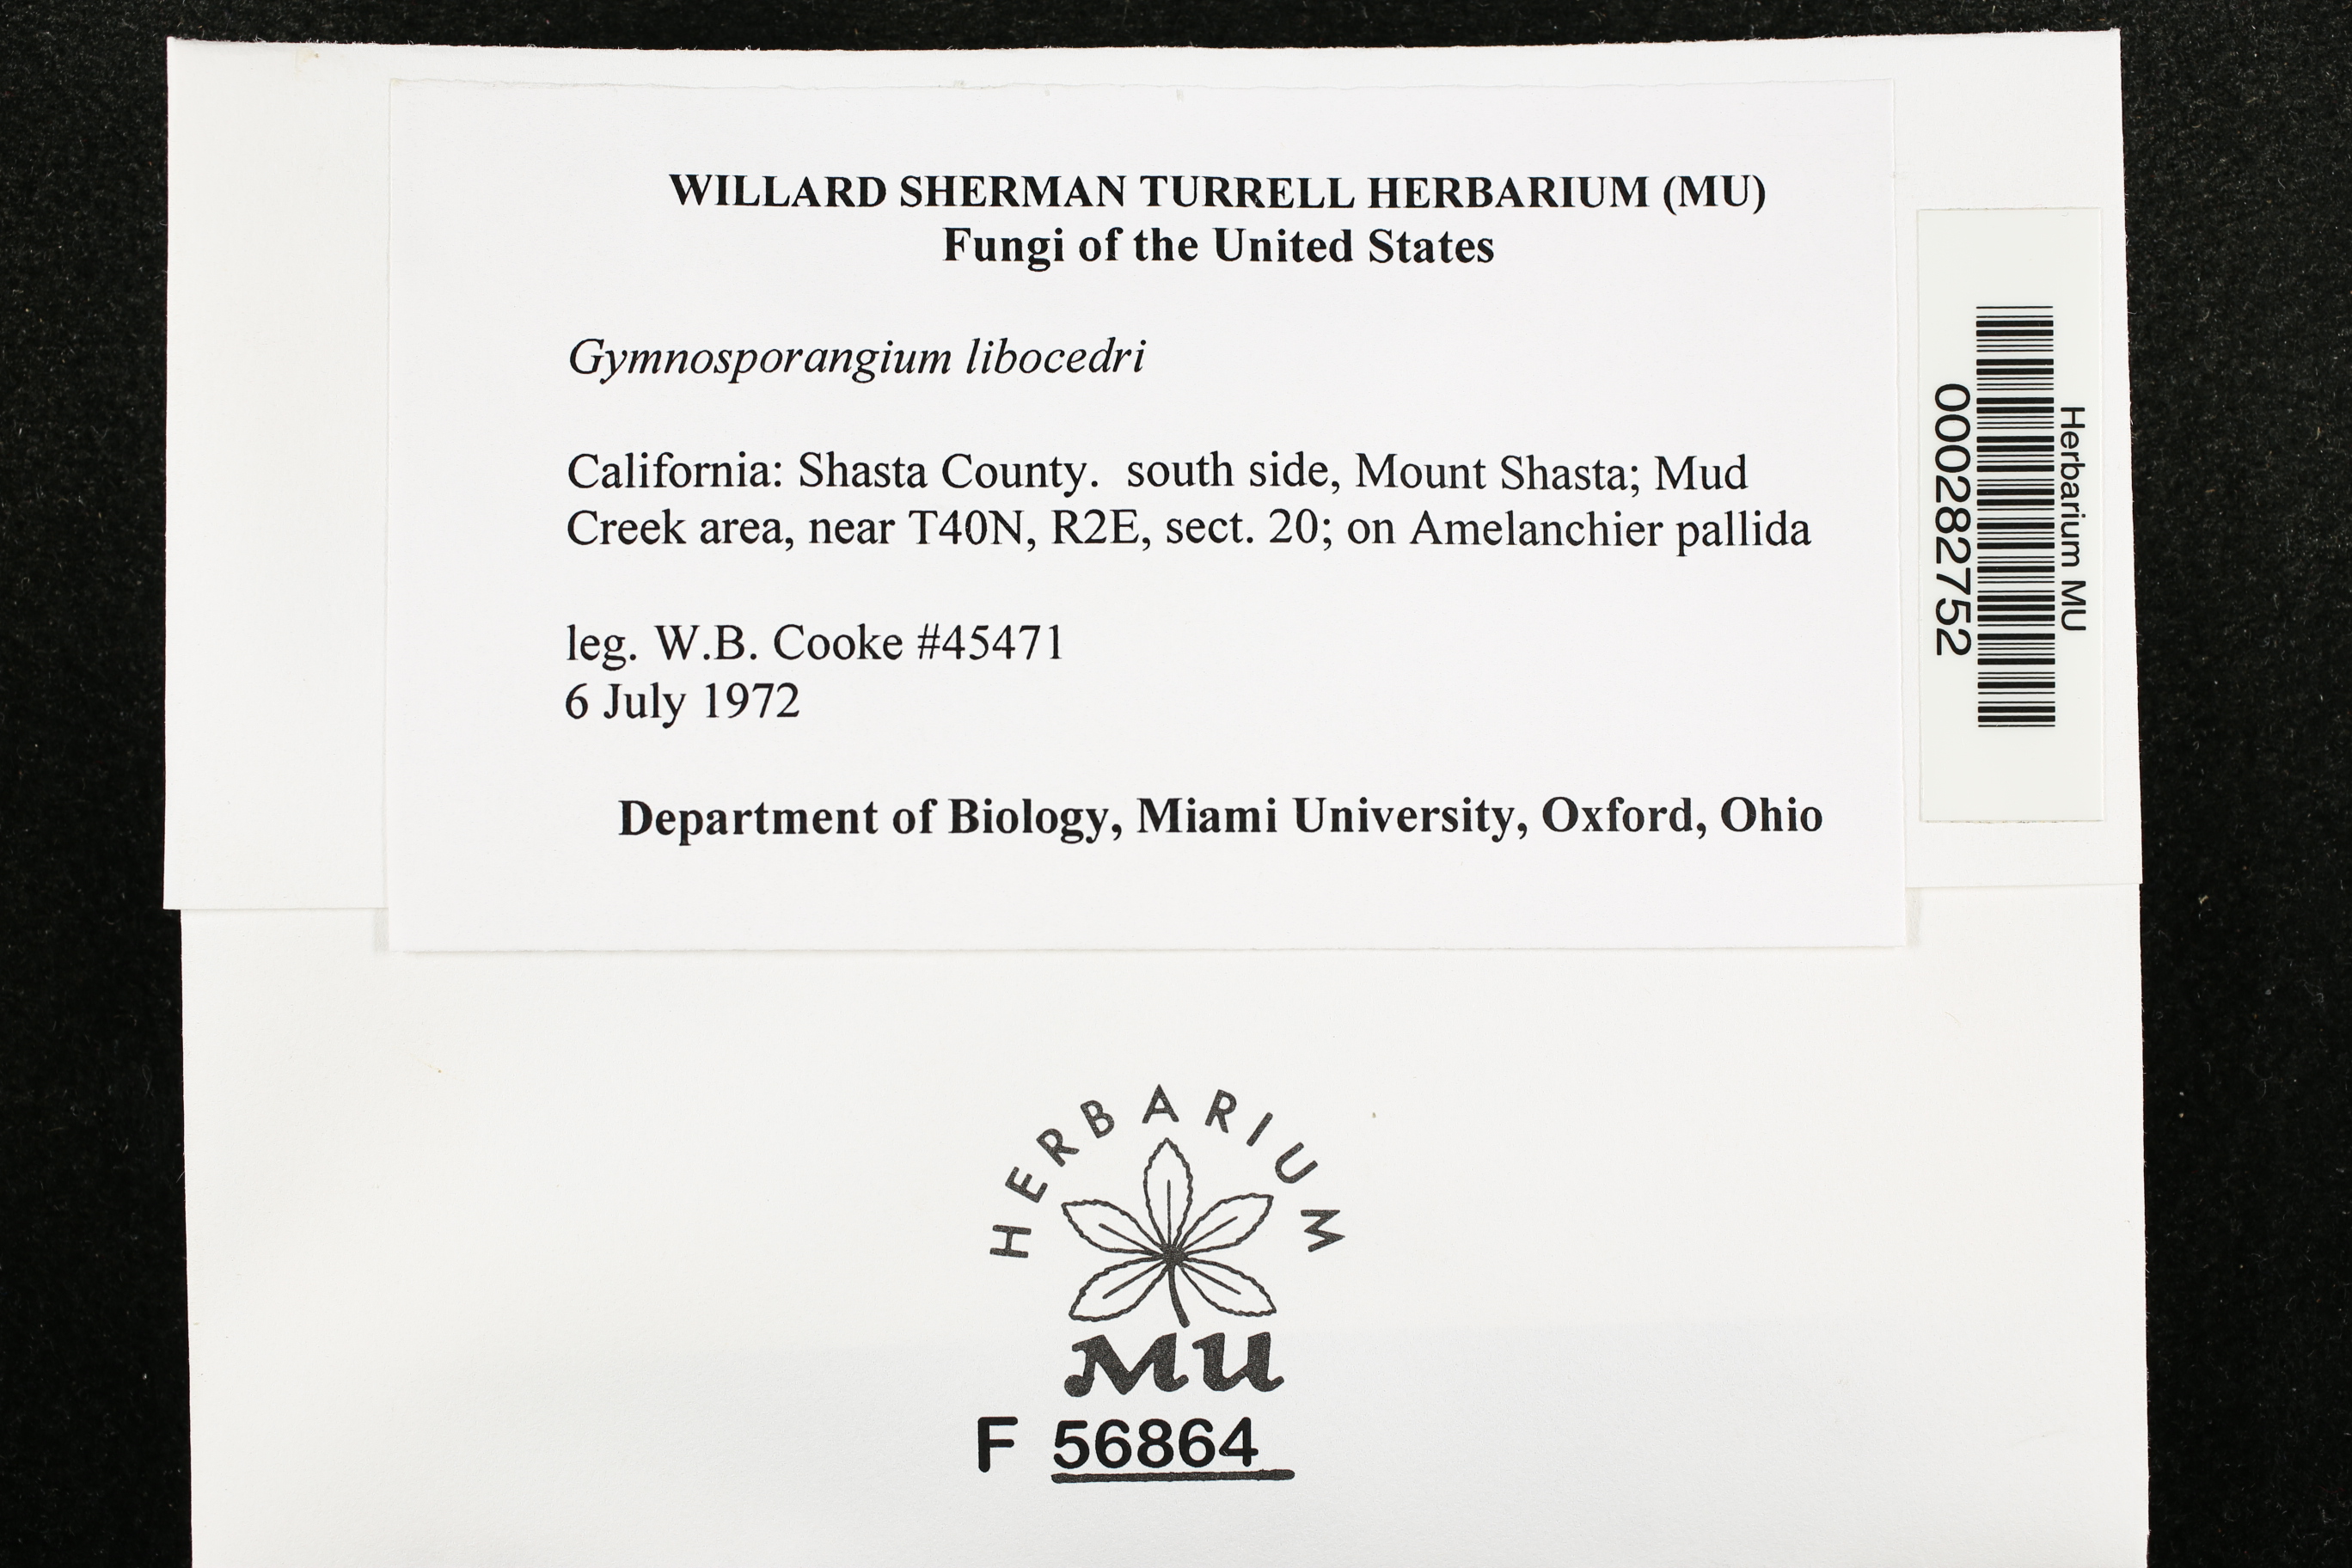 WILLARD SHERMAN TURRELL HERBARIUM (MU)
Fungi of the United States
Gymnosporangium libocedri
California: Shasta County.  south side, Mount Shasta; Mud
Creek area, near T40N, R2E, sect. 20; on Amelanchier pallida
leg. W.B. Cooke #45471
6 July 1972
Department of Biology, Miami University, Oxford, Ohio
Herbarium MU
000282752
HERBARIUM
MU
F 56864